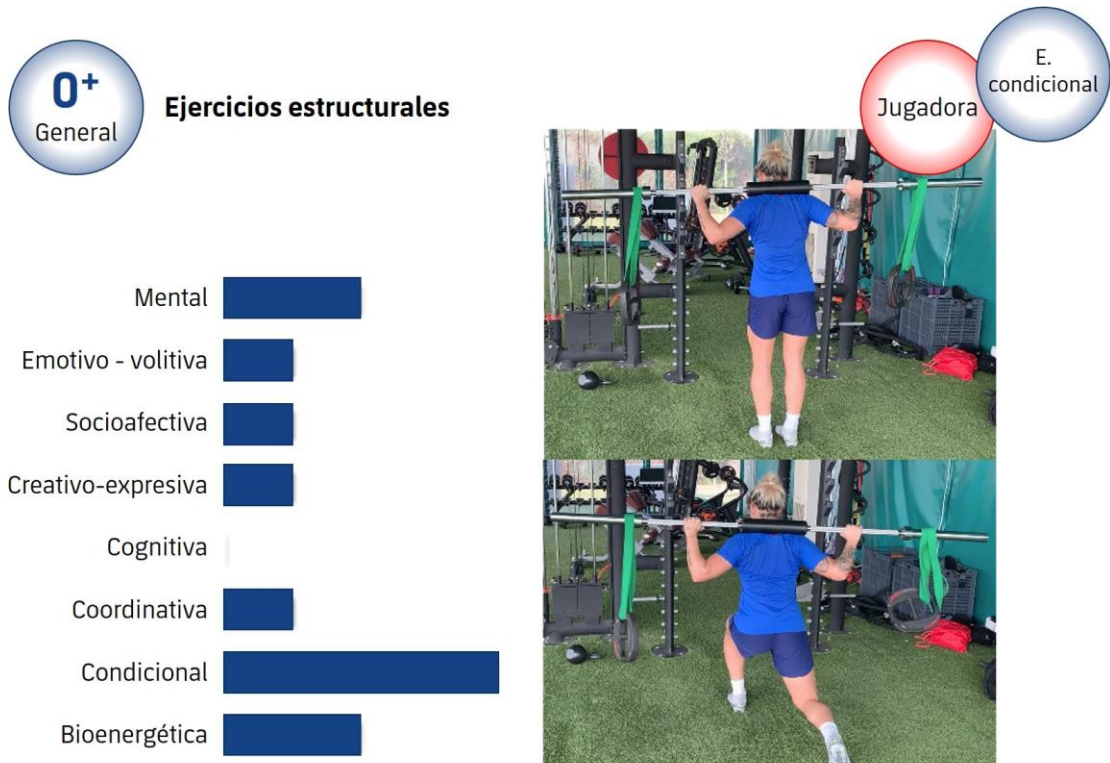 0+
General
Ejercicios estructurales
Jugadora
E.
condicional
Mental
Emotivo - volitiva
Socioafectiva
Creativo-expresiva
Cognitiva
Coordinativa
Condicional
Bioenergética